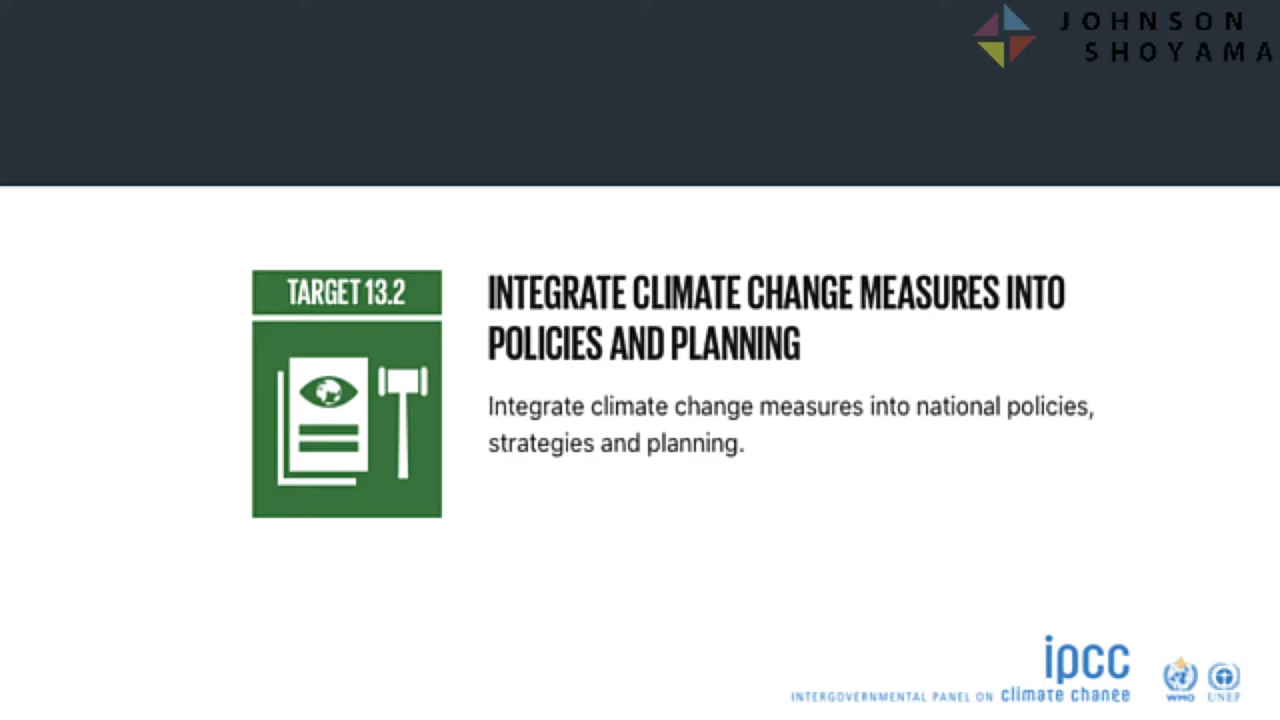 JOHNSON
SHOYAMA
TARGET 13.2
INTEGRATE CLIMATE CHANGE MEASURES INTO
POLICIES AND PLANNING
Integrate climate change measures into national policies,
strategies and planning.
ipcc
INTERGOVERNMENTAL PANEL ON climate change
WMO UNEP